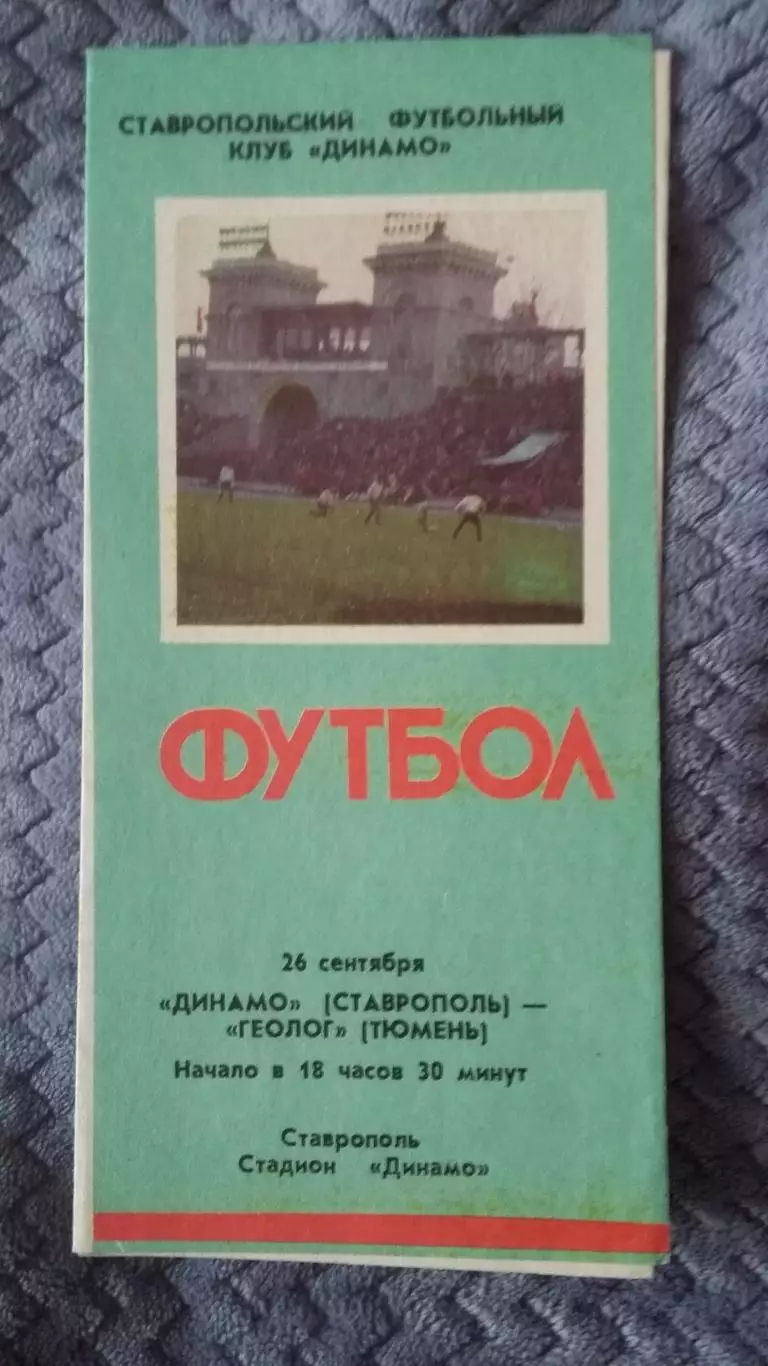 СТАВРОПОЛЬСКИЙ ФУТБОЛЬНЫЙ
КЛУБ «ДИНАМО»
ФУТБОЛ
26 сентября
«ДИНАМО» (СТАВРОПОЛЬ) —
«ГЕОЛОГ» (ТЮМЕНЬ)
Начало в 18 часов 30 минут
Ставрополь
Стадион «Динамо»